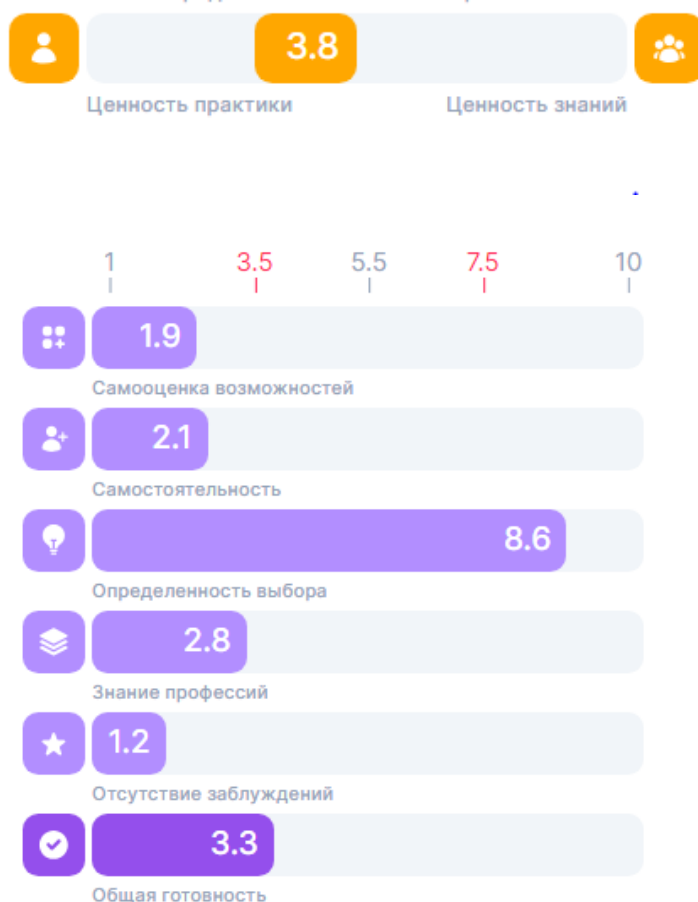 3.8
Ценность практики Ценность знаний
1 3.5 5.5 7.5 10
1.9
Самооценка возможностей
2.1
Самостоятельность
8.6
Определенность выбора
2.8
Знание профессий
1.2
Отсутствие заблуждений
3.3
Общая готовность